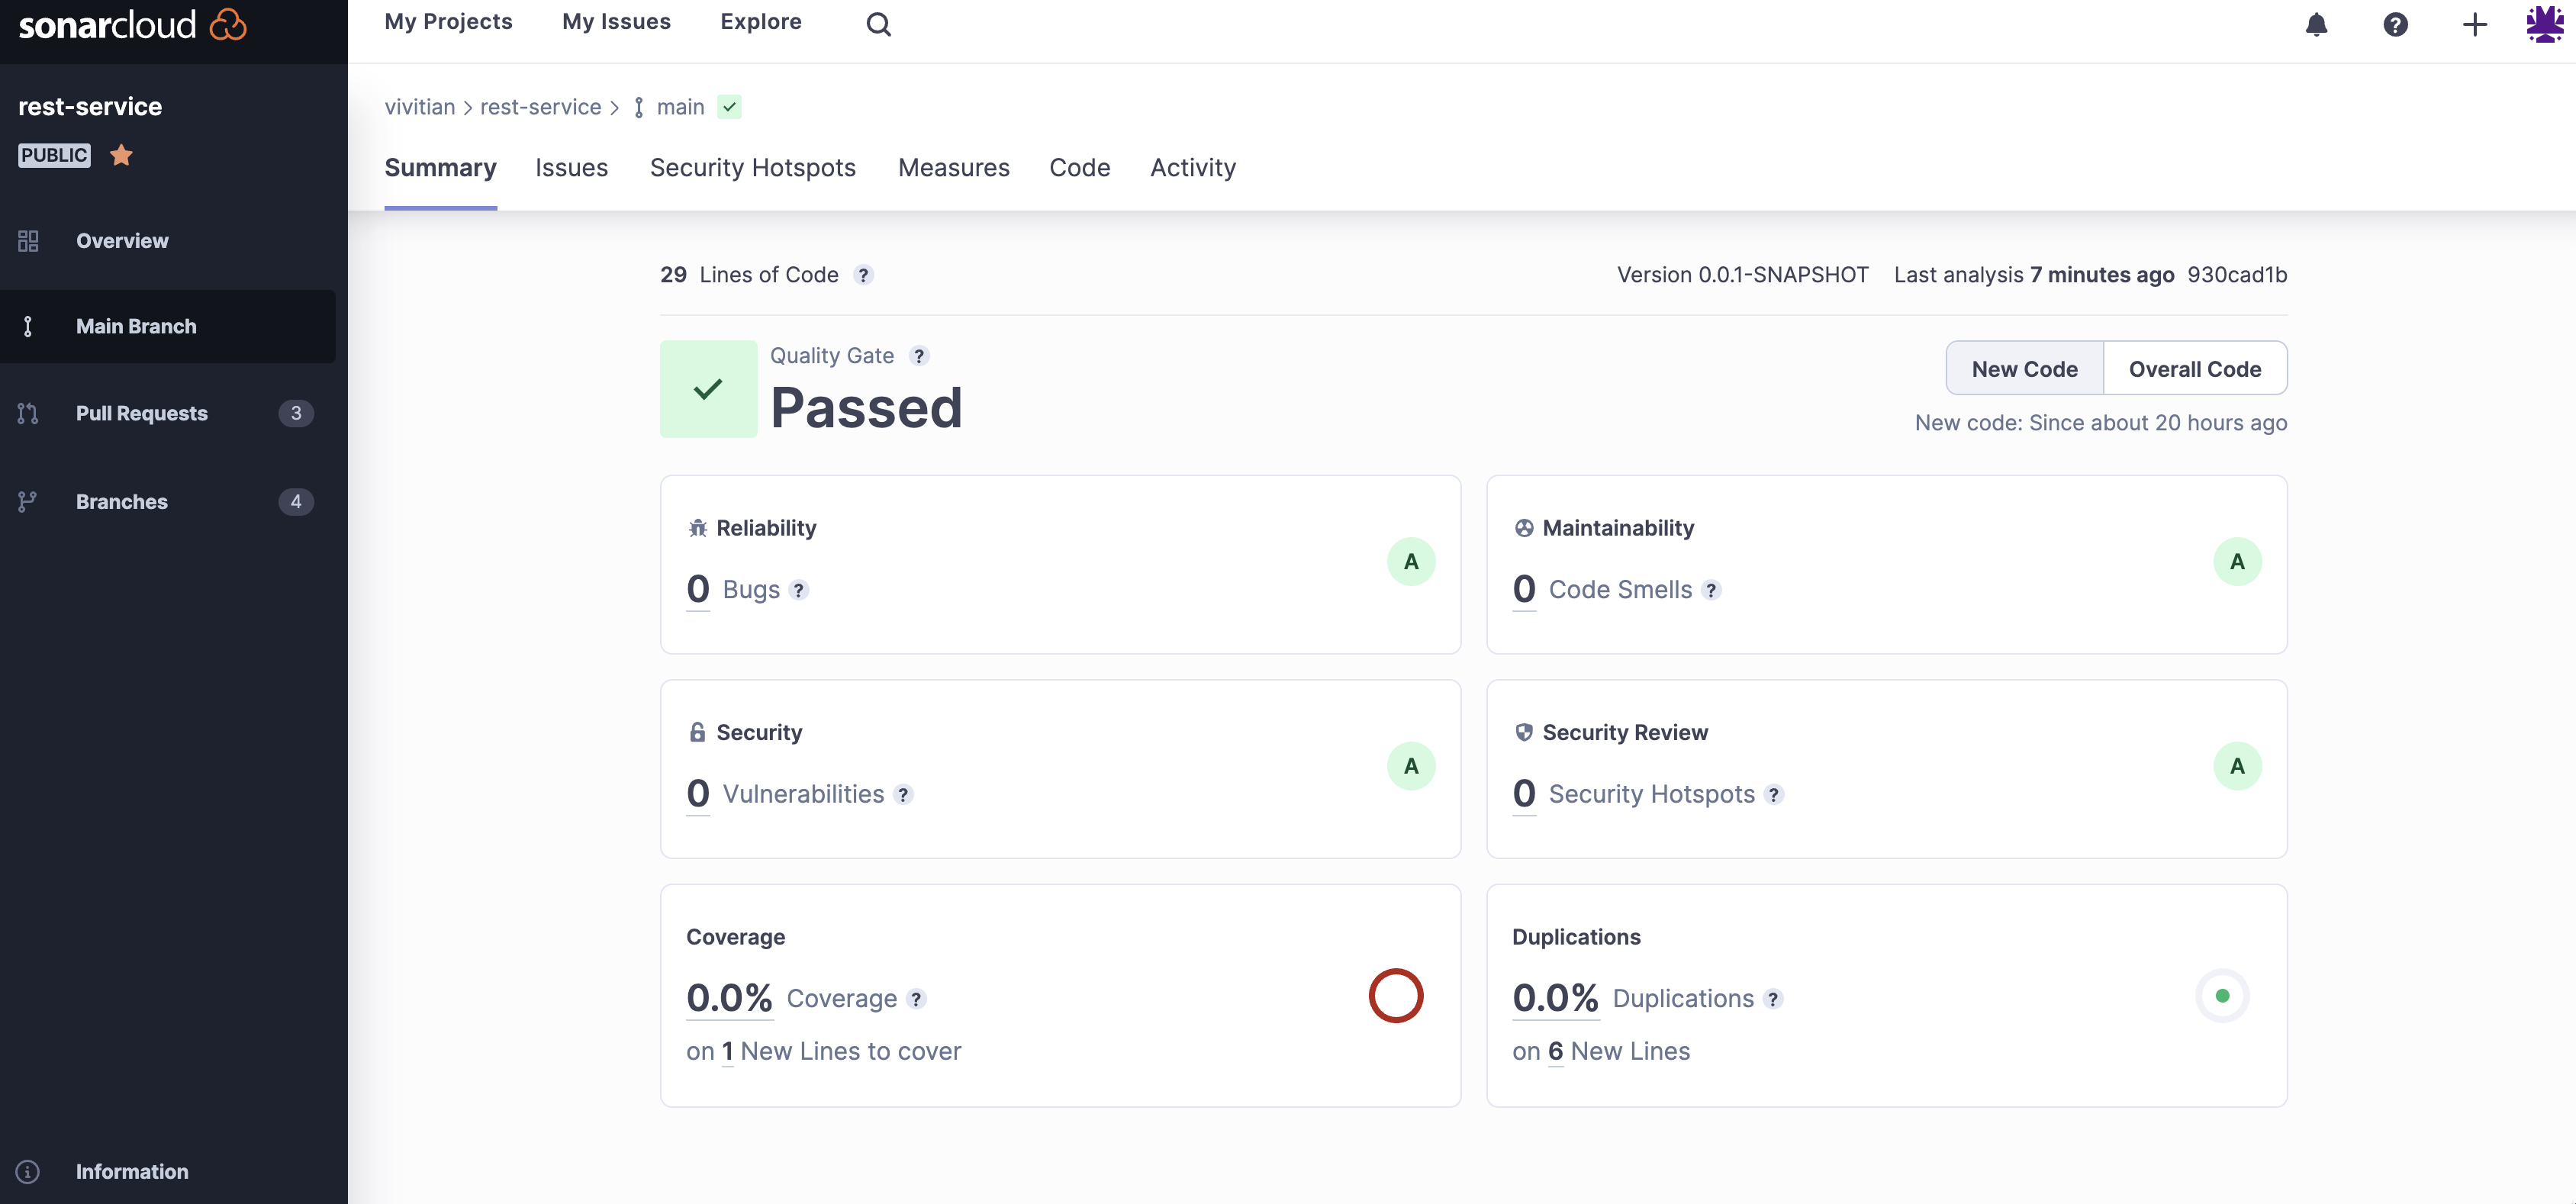 sonarcloud
My Projects My Issues Explore
rest-service
PUBLIC
Overview
Main Branch
Pull Requests 3
Branches 4
Information
vivitian > rest-service > main
Summary Issues Security Hotspots Measures Code Activity
29 Lines of Code ?
Version 0.0.1-SNAPSHOT Last analysis 7 minutes ago 930cad1b
Quality Gate ?
Passed
New Code Overall Code
New code: Since about 20 hours ago
Reliability
0 Bugs ?
A
Maintainability
0 Code Smells ?
A
Security
0 Vulnerabilities ?
A
Security Review
0 Security Hotspots ?
A
Coverage
0.0% Coverage ?
on 1 New Lines to cover
Duplications
0.0% Duplications ?
on 6 New Lines